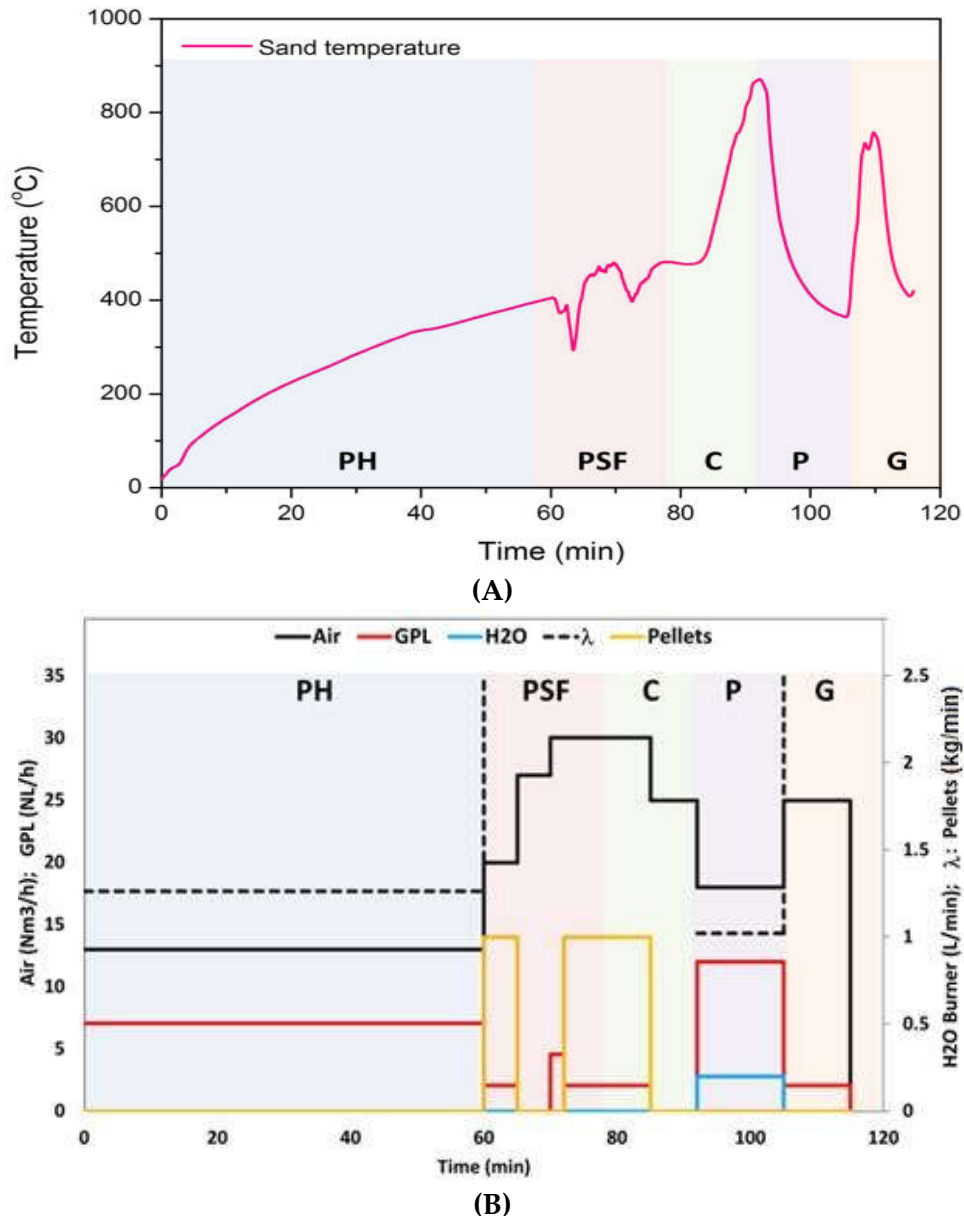 1000
Sand temperature
800
600
400
200
0
Temperature (⁰C)
PH PSF C P G
0 20 40 60 80 100 120
Time (min)
(A)
Air GPL H2O λ Pellets
35 2.5
PH PSF C P G
30
2
25
20
1.5
15
1
10
0.5
5
0 0
Air (Nm3/h); GPL (NL/h)
H2O Burner (L/min); λ: Pellets (kg/min)
0 20 40 60 80 100 120
Time (min)
(B)